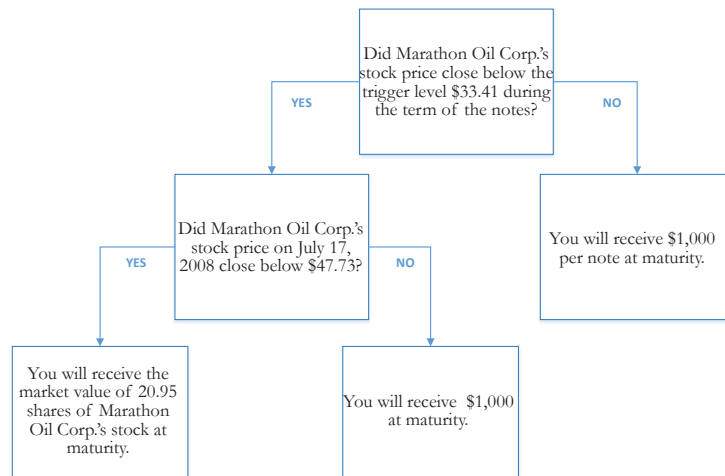 Did Marathon Oil Corp.'s
stock price close below the
trigger level $33.41 during
the term of the notes?
YES
NO
Did Marathon Oil Corp.'s
stock price on July 17,
2008 close below $47.73?
You will receive $1,000
per note at maturity.
YES
NO
You will receive the
market value of 20.95
shares of Marathon
Oil Corp.'s stock at
maturity.
You will receive $1,000
at maturity.